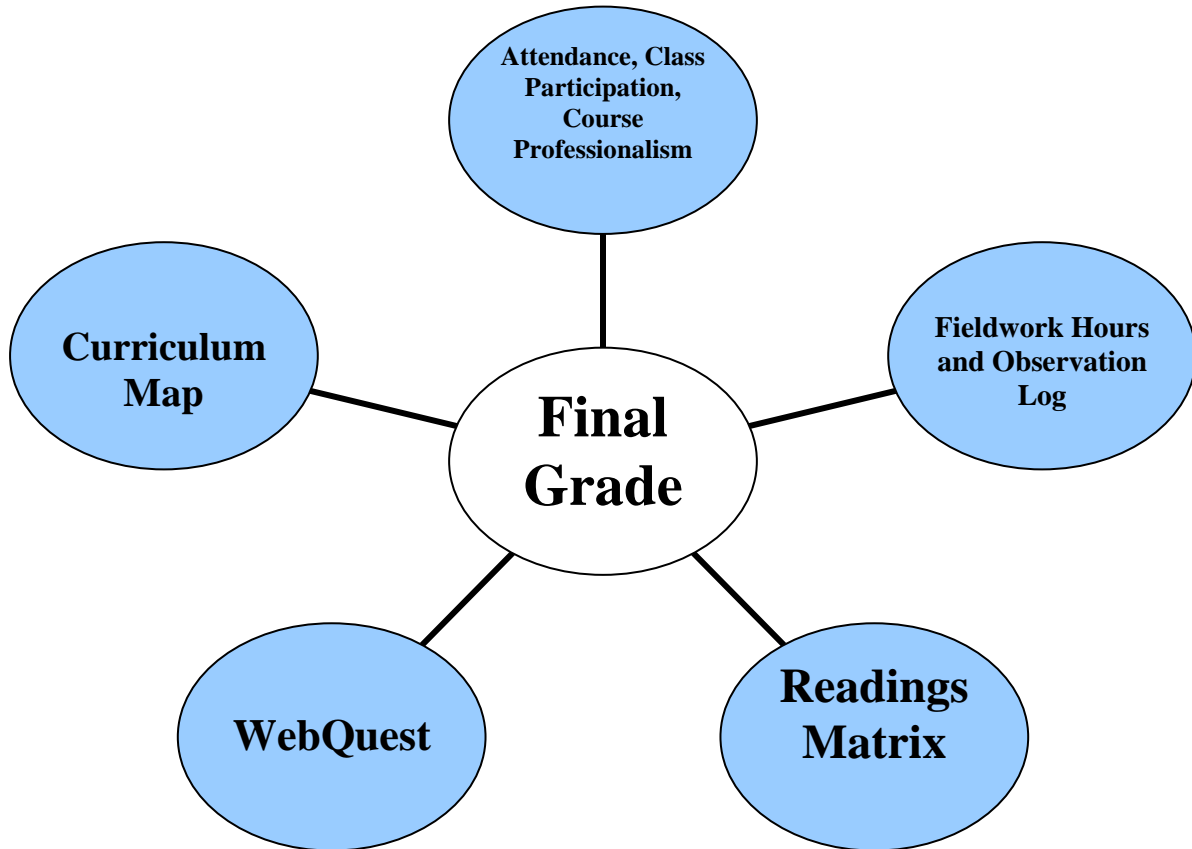 Attendance, Class
Participation,
Course
Professionalism
Curriculum
Map
Fieldwork Hours
and Observation
Log
Final
Grade
WebQuest
Readings
Matrix